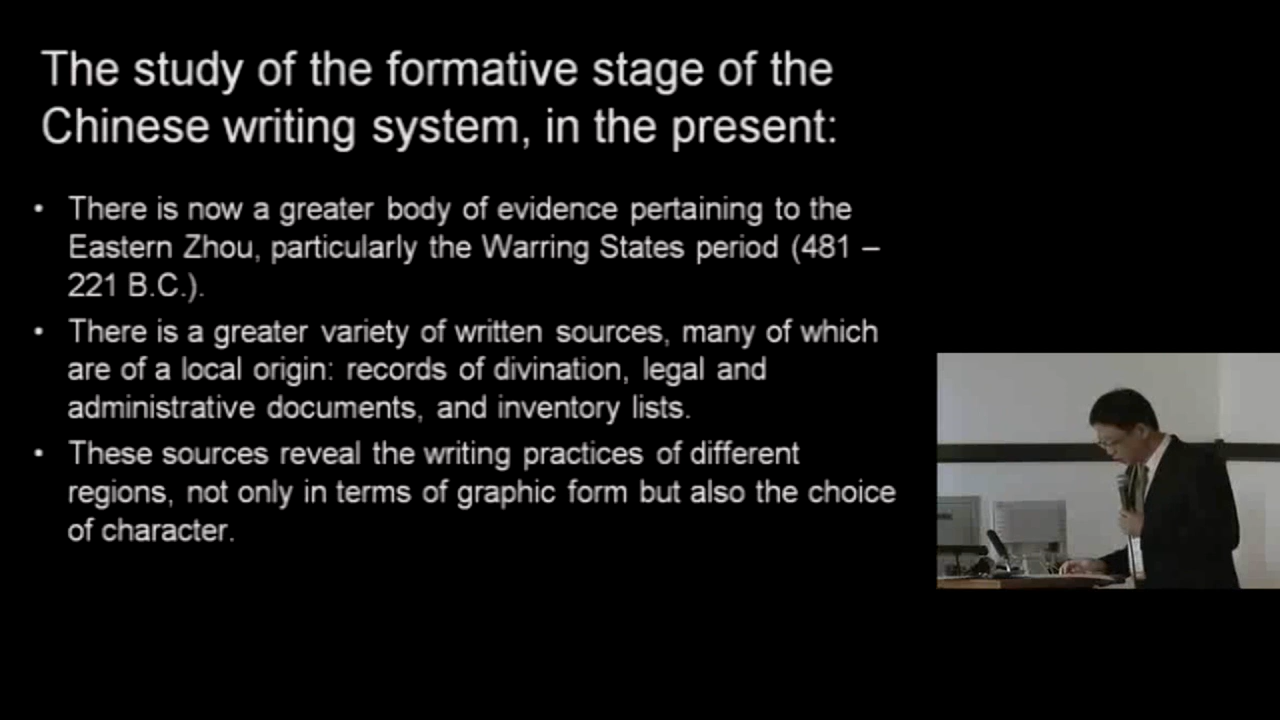 The study of the formative stage of the
Chinese writing system, in the present:
• There is now a greater body of evidence pertaining to the
Eastern Zhou, particularly the Warring States period (481 –
221 B.C.).
• There is a greater variety of written sources, many of which
are of a local origin: records of divination, legal and
administrative documents, and inventory lists.
• These sources reveal the writing practices of different
regions, not only in terms of graphic form but also the choice
of character.